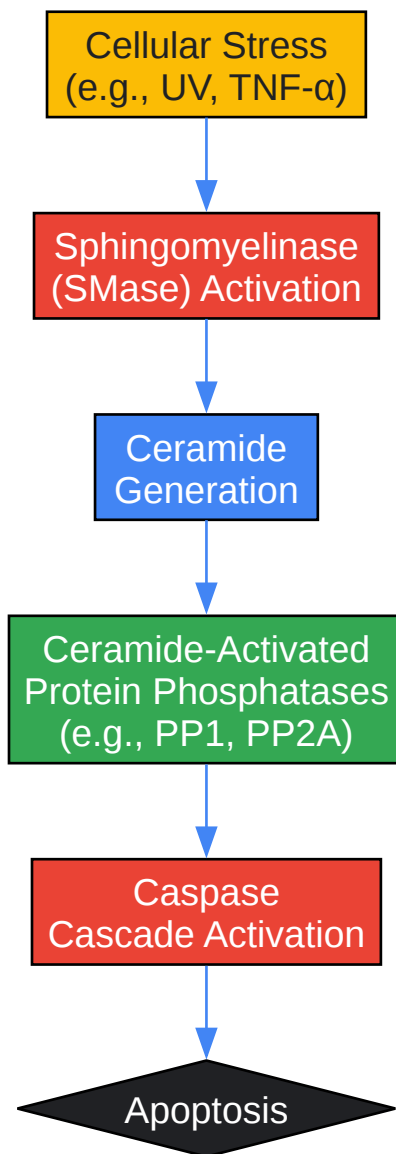 Cellular Stress
(e.g., UV, TNF-α)
Sphingomyelinase
(SMase) Activation
Ceramide
Generation
Ceramide-Activated
Protein Phosphatases
(e.g., PP1, PP2A)
Caspase
Cascade Activation
Apoptosis